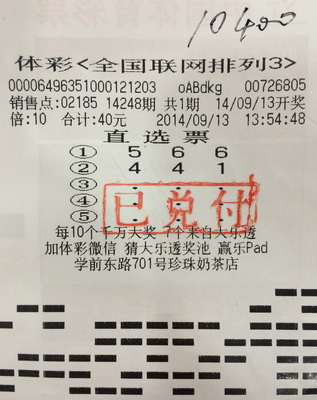 10400
体彩<全国联网排列3>
00006496351000121203 oABdkg 00726805
销售点:02185 14248期 共1期 14/09/13开奖
倍:10 合计:40元 2014/09/13 13:54:48
直选票
① 5 6 6
② 4 4 1
③ - - -
④ - - -
⑤ - - -
已兑付
每10个千万大奖 7个来自大乐透
加体彩微信 猜大乐透奖池 赢乐Pad
学前东路701号珍珠奶茶店